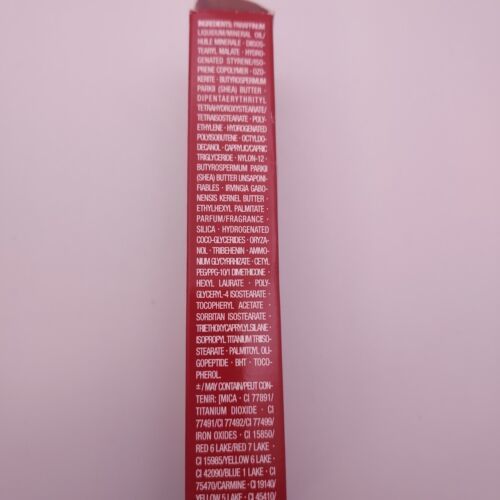 INGREDIENTS: PARAFFINUM
LIQUIDUM/MINERAL OIL/
HUILE MINERALE · DIISOS-
TEARYL MALATE · HYDRO-
GENATED STYRENE/ISO-
PRENE COPOLYMER · OZO-
KERITE · BUTYROSPERMUM
PARKII (SHEA) BUTTER ·
DIPENTAERYTHRITYL
TETRAHYDROXYSTEARATE/
TETRAISOSTEARATE · POLY-
ETHYLENE · HYDROGENATED
POLYISOBUTENE · OCTYLDO-
DECANOL · CAPRYLIC/CAPRIC
TRIGLYCERIDE · NYLON-12 ·
BUTYROSPERMUM PARKII
(SHEA) BUTTER UNSAPONI-
FIABLES · IRVINGIA GABO-
NENSIS KERNEL BUTTER ·
ETHYLHEXYL PALMITATE ·
PARFUM/FRAGRANCE ·
SILICA · HYDROGENATED
COCO-GLYCERIDES · ORYZA-
NOL · TRIBEHENIN · AMMO-
NIUM GLYCYRRHIZATE · CETYL
PEG/PPG-10/1 DIMETHICONE ·
HEXYL LAURATE · POLY-
GLYCERYL-4 ISOSTEARATE ·
TOCOPHERYL ACETATE ·
SORBITAN ISOSTEARATE ·
TRIETHOXYCAPRYLYLSILANE ·
ISOPROPYL TITANIUM TRIISO-
STEARATE · PALMITOYL OLI-
GOPEPTIDE · BHT · TOCO-
PHEROL.
±/ MAY CONTAIN/PEUT CON-
TENIR: [MICA · CI 77891/
TITANIUM DIOXIDE · CI
77491/CI 77492/CI 77499/
IRON OXIDES · CI 15850/
RED 6 LAKE/RED 7 LAKE ·
CI 15985/YELLOW 6 LAKE ·
CI 42090/BLUE 1 LAKE · CI
75470/CARMINE · CI 19140/
YELLOW 5 LAKE · CI 45410/